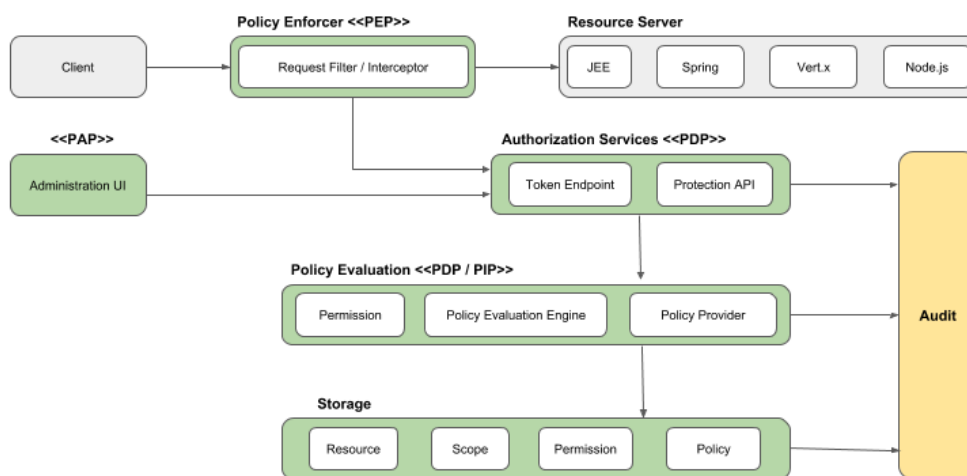 Policy Enforcer <<PEP>>
Resource Server
Client
Request Filter / Interceptor
JEE
Spring
Vert.x
Node.js
<<PAP>>
Authorization Services <<PDP>>
Administration UI
Token Endpoint
Protection API
Policy Evaluation <<PDP / PIP>>
Permission
Policy Evaluation Engine
Policy Provider
Audit
Storage
Resource
Scope
Permission
Policy